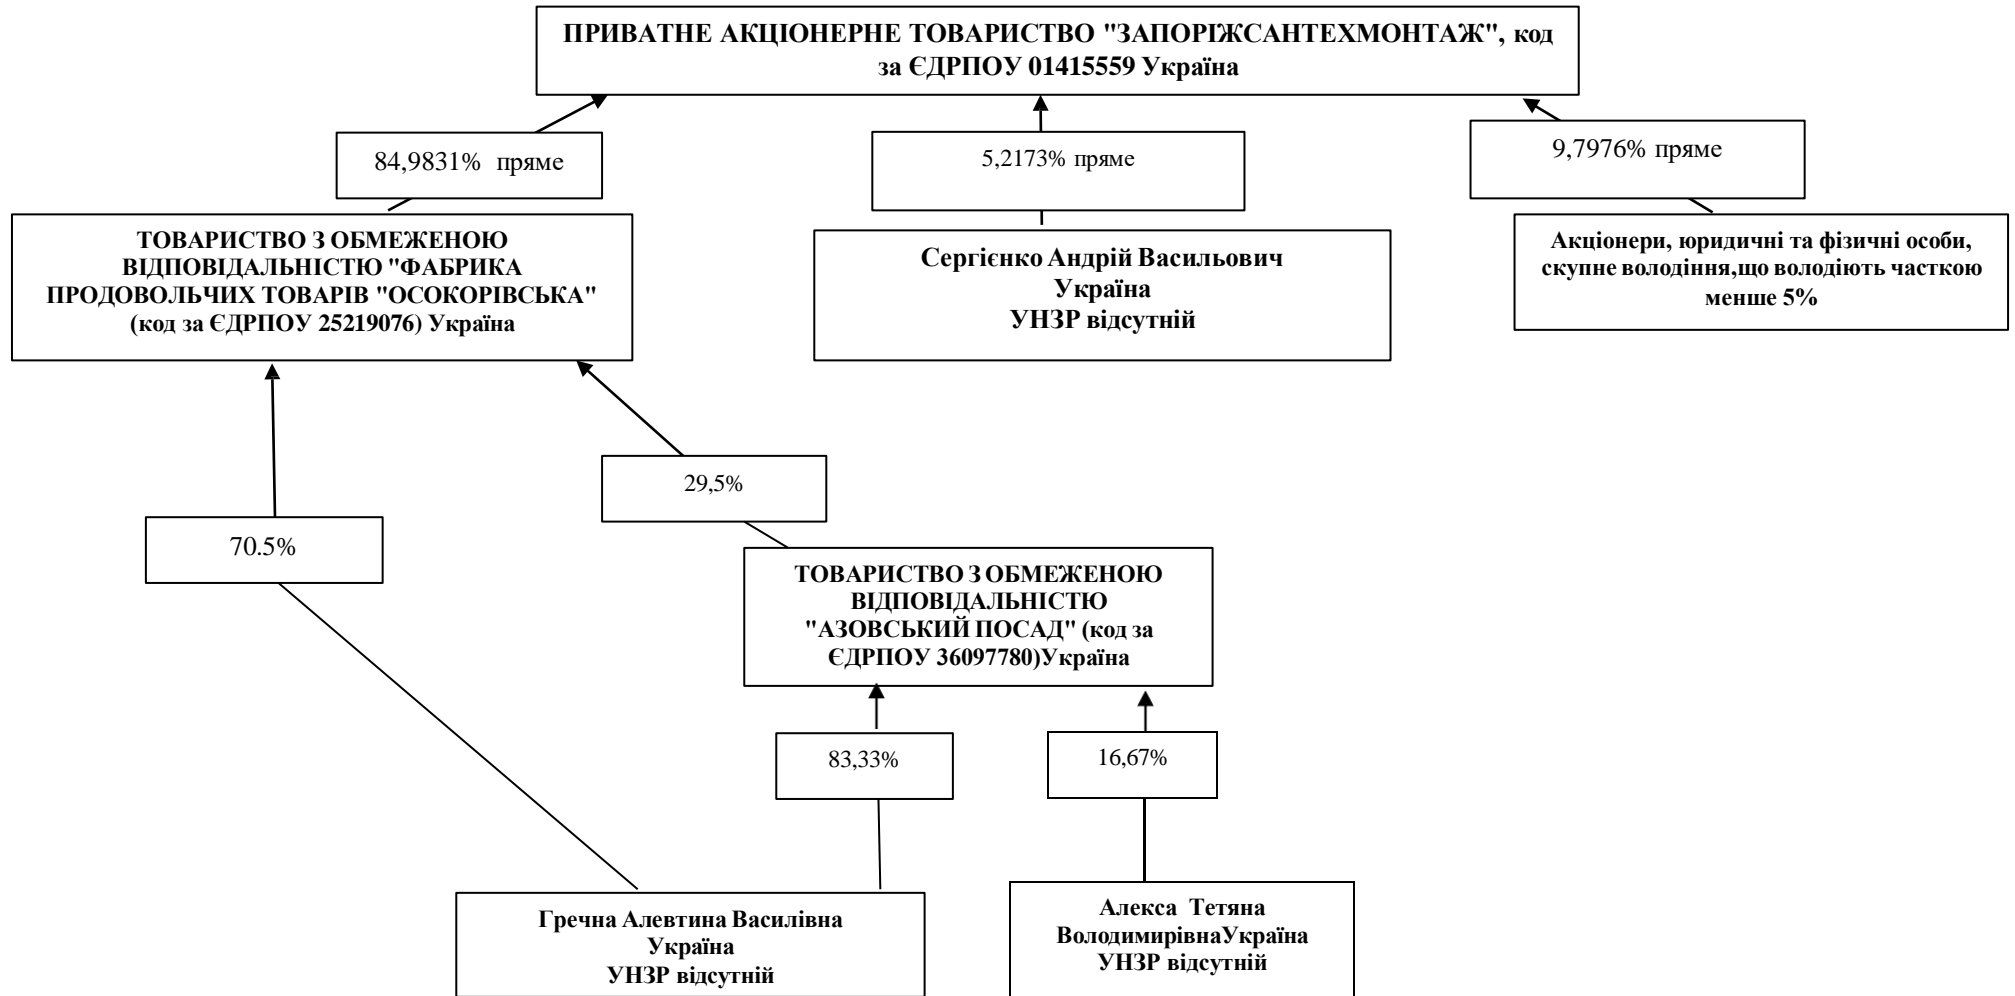 ПРИВАТНЕ АКЦІОНЕРНЕ ТОВАРИСТВО "ЗАПОРІЖСАНТЕХМОНТАЖ", код
за ЄДРПОУ 01415559 Україна
84,9831% пряме
5,2173% пряме
9,7976% пряме
ТОВАРИСТВО З ОБМЕЖЕНОЮ
ВІДПОВІДАЛЬНІСТЮ "ФАБРИКА
ПРОДОВОЛЬЧИХ ТОВАРІВ "ОСОКОРІВСЬКА"
(код за ЄДРПОУ 25219076) Україна
Сергієнко Андрій Васильович
Україна
УНЗР відсутній
Акціонери, юридичні та фізичні особи,
скупне володіння,що володіють часткою
менше 5%
29,5%
70.5%
ТОВАРИСТВО З ОБМЕЖЕНОЮ
ВІДПОВІДАЛЬНІСТЮ
"АЗОВСЬКИЙ ПОСАД" (код за
ЄДРПОУ 36097780)Україна
83,33%
16,67%
Гречна Алевтина Василівна
Україна
УНЗР відсутній
Алекса Тетяна
ВолодимирівнаУкраїна
УНЗР відсутній